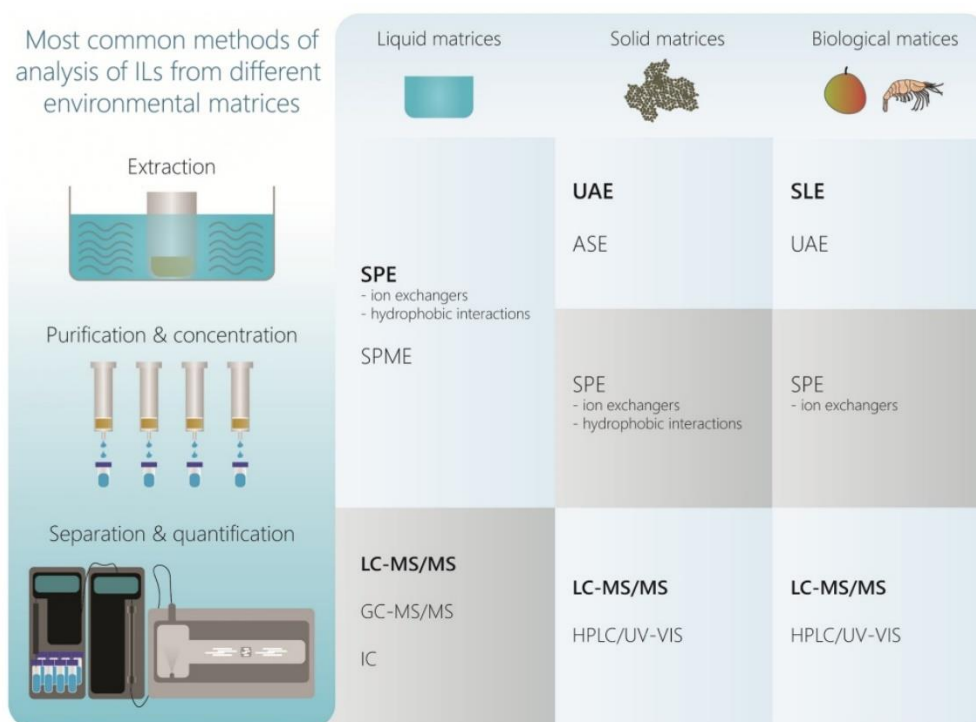 Most common methods of
analysis of ILs from different
environmental matrices
Liquid matrices
Solid matrices
Biological matices
Extraction
SPE
- ion exchangers
- hydrophobic interactions
SPME
UAE
ASE
SLE
UAE
Purification & concentration
SPE
- ion exchangers
- hydrophobic interactions
SPE
- ion exchangers
Separation & quantification
LC-MS/MS
GC-MS/MS
IC
LC-MS/MS
HPLC/UV-VIS
LC-MS/MS
HPLC/UV-VIS